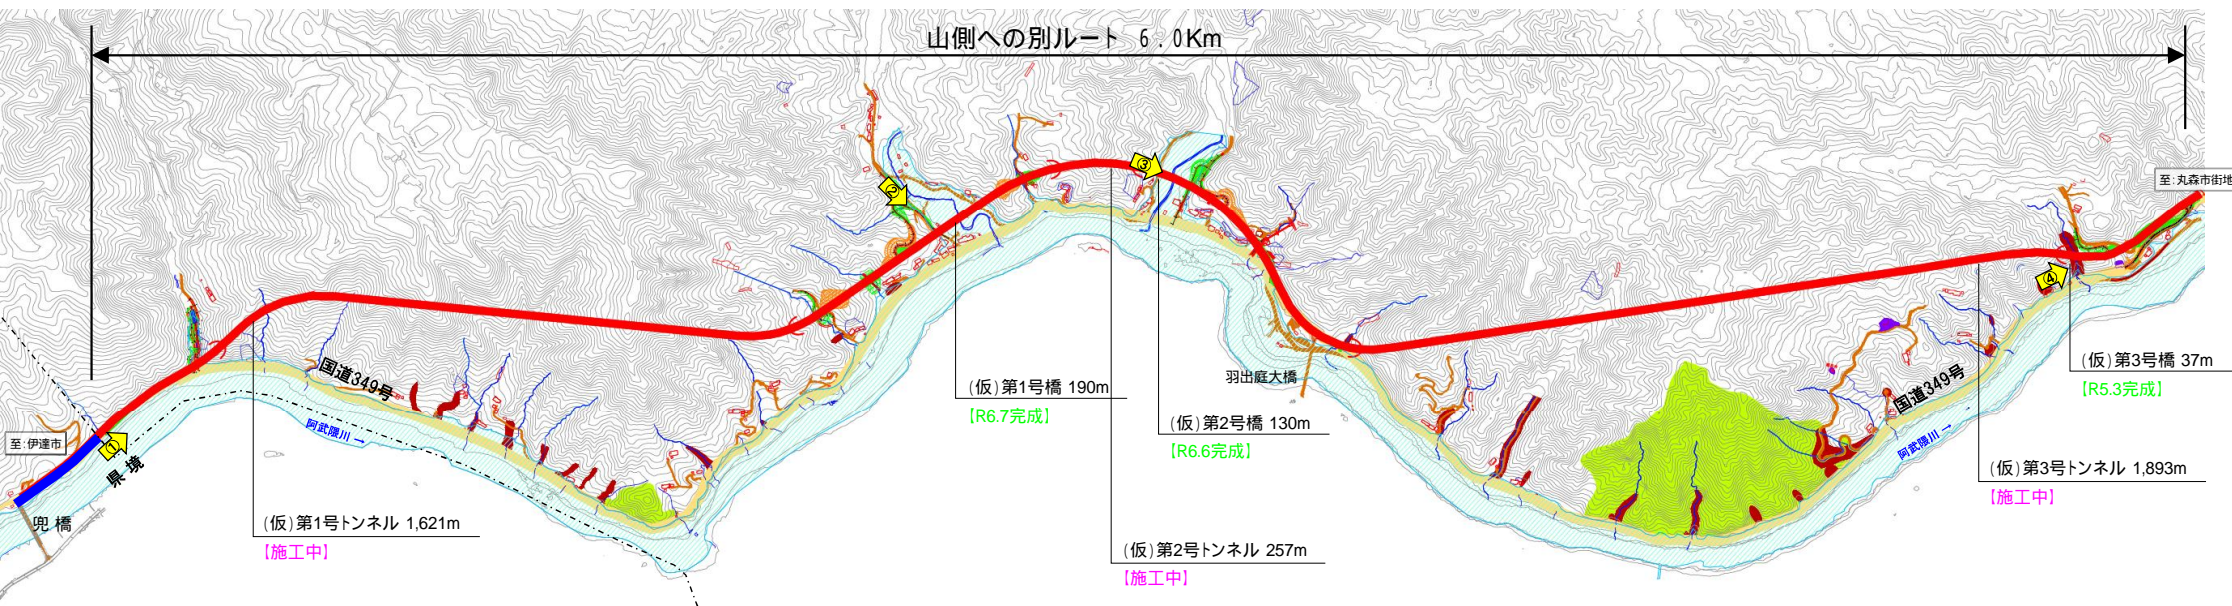 山側への別ルート 6.0Km
③
②
至:丸森市街地
④
(仮)第3号橋 37m
[R5.3完成]
羽出庭大橋
国道349号
国道349号
(仮)第1号橋 190m
[R6.7完成]
(仮)第2号橋 130m
[R6.6完成]
阿武隈川→
阿武隈川→
至:伊達市
①
県境
(仮)第3号トンネル 1,893m
[施工中]
兜橋
(仮)第1号トンネル 1,621m
[施工中]
(仮)第2号トンネル 257m
[施工中]